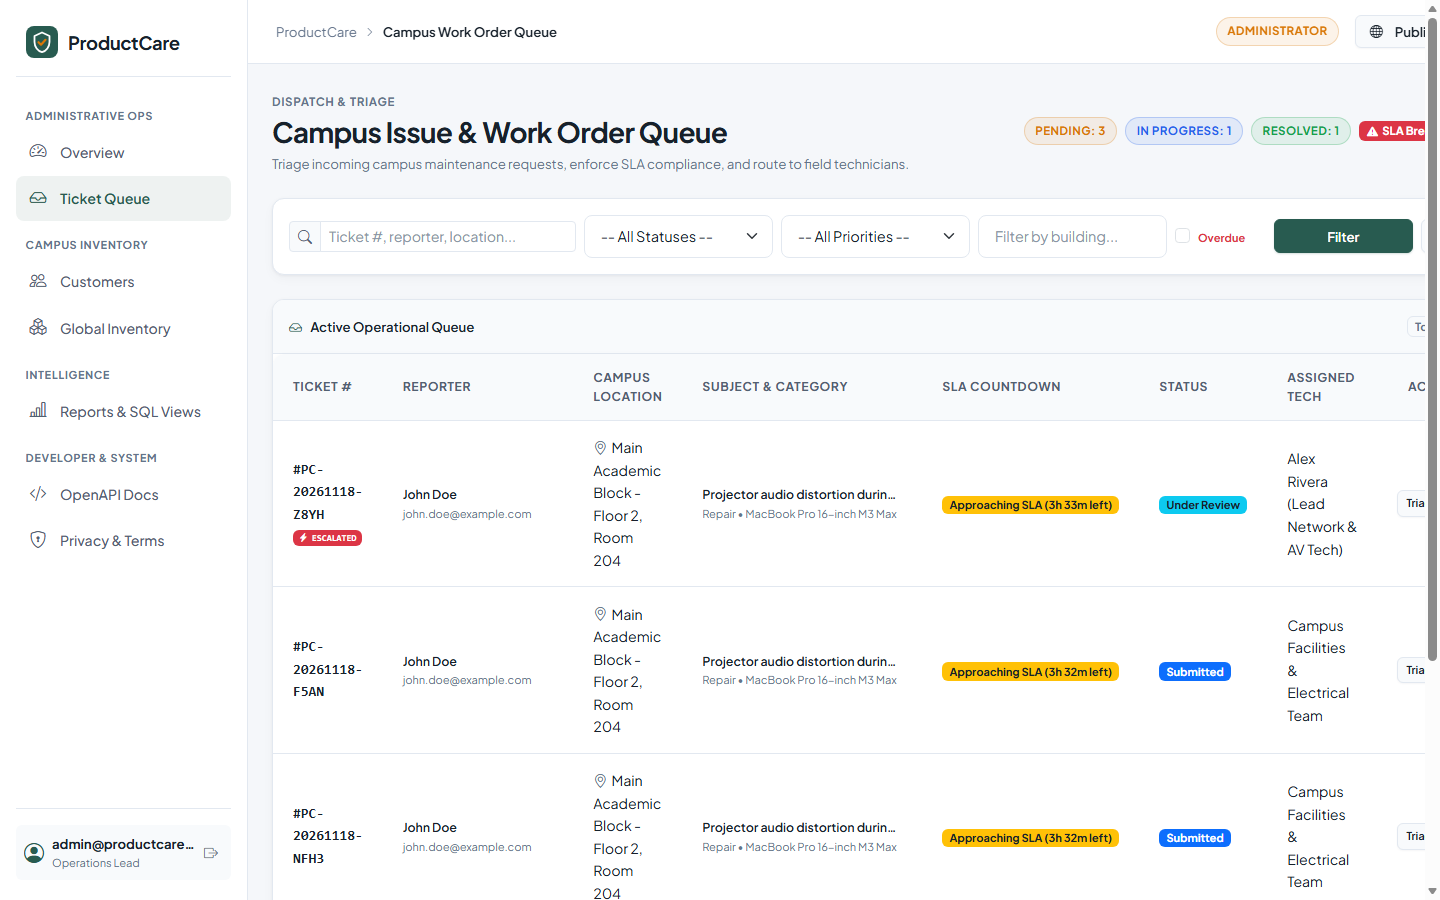 ProductCare
ProductCare > Campus Work Order Queue
ADMINISTRATOR
Publi
ADMINISTRATIVE OPS
Overview
Ticket Queue
CAMPUS INVENTORY
Customers
Global Inventory
INTELLIGENCE
Reports & SQL Views
DEVELOPER & SYSTEM
OpenAPI Docs
Privacy & Terms
admin@productcare...
Operations Lead
DISPATCH & TRIAGE
Campus Issue & Work Order Queue
Triage incoming campus maintenance requests, enforce SLA compliance, and route to field technicians.
PENDING: 3
IN PROGRESS: 1
RESOLVED: 1
SLA Bre
Ticket #, reporter, location...
-- All Statuses --
-- All Priorities --
Filter by building...
Overdue
Filter
Active Operational Queue
To
TICKET #
REPORTER
CAMPUS
LOCATION
SUBJECT & CATEGORY
SLA COUNTDOWN
STATUS
ASSIGNED
TECH
AC
#PC-
20261118-
Z8YH
ESCALATED
John Doe
john.doe@example.com
Main
Academic
Block -
Floor 2,
Room
204
Projector audio distortion durin...
Repair • MacBook Pro 16-inch M3 Max
Approaching SLA (3h 33m left)
Under Review
Alex
Rivera
(Lead
Network &
AV Tech)
Tria
#PC-
20261118-
F5AN
John Doe
john.doe@example.com
Main
Academic
Block -
Floor 2,
Room
204
Projector audio distortion durin...
Repair • MacBook Pro 16-inch M3 Max
Approaching SLA (3h 32m left)
Submitted
Campus
Facilities
&
Electrical
Team
Tria
#PC-
20261118-
NFH3
John Doe
john.doe@example.com
Main
Academic
Block -
Floor 2,
Room
204
Projector audio distortion durin...
Repair • MacBook Pro 16-inch M3 Max
Approaching SLA (3h 32m left)
Submitted
Campus
Facilities
&
Electrical
Team
Tria